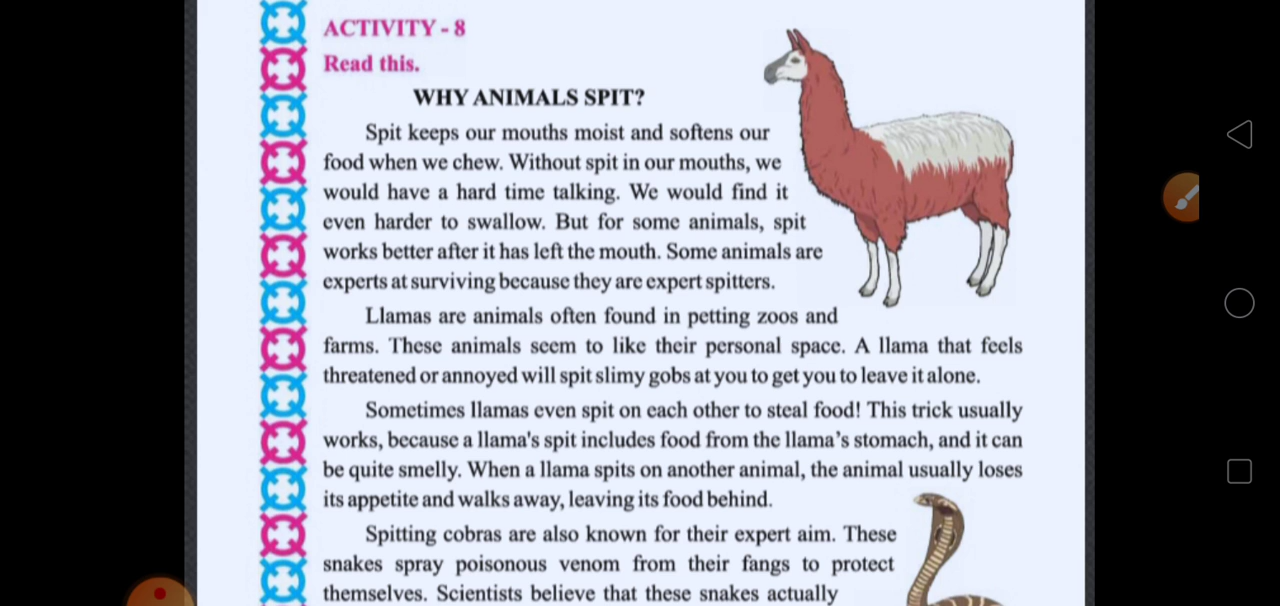 ACTIVITY - 8
Read this.
WHY ANIMALS SPIT?
Spit keeps our mouths moist and softens our
food when we chew. Without spit in our mouths, we
would have a hard time talking. We would find it
even harder to swallow. But for some animals, spit
works better after it has left the mouth. Some animals are
experts at surviving because they are expert spitters.
Llamas are animals often found in petting zoos and
farms. These animals seem to like their personal space. A llama that feels
threatened or annoyed will spit slimy gobs at you to get you to leave it alone.
Sometimes llamas even spit on each other to steal food! This trick usually
works, because a llama's spit includes food from the llama’s stomach, and it can
be quite smelly. When a llama spits on another animal, the animal usually loses
its appetite and walks away, leaving its food behind.
Spitting cobras are also known for their expert aim. These
snakes spray poisonous venom from their fangs to protect
themselves. Scientists believe that these snakes actually